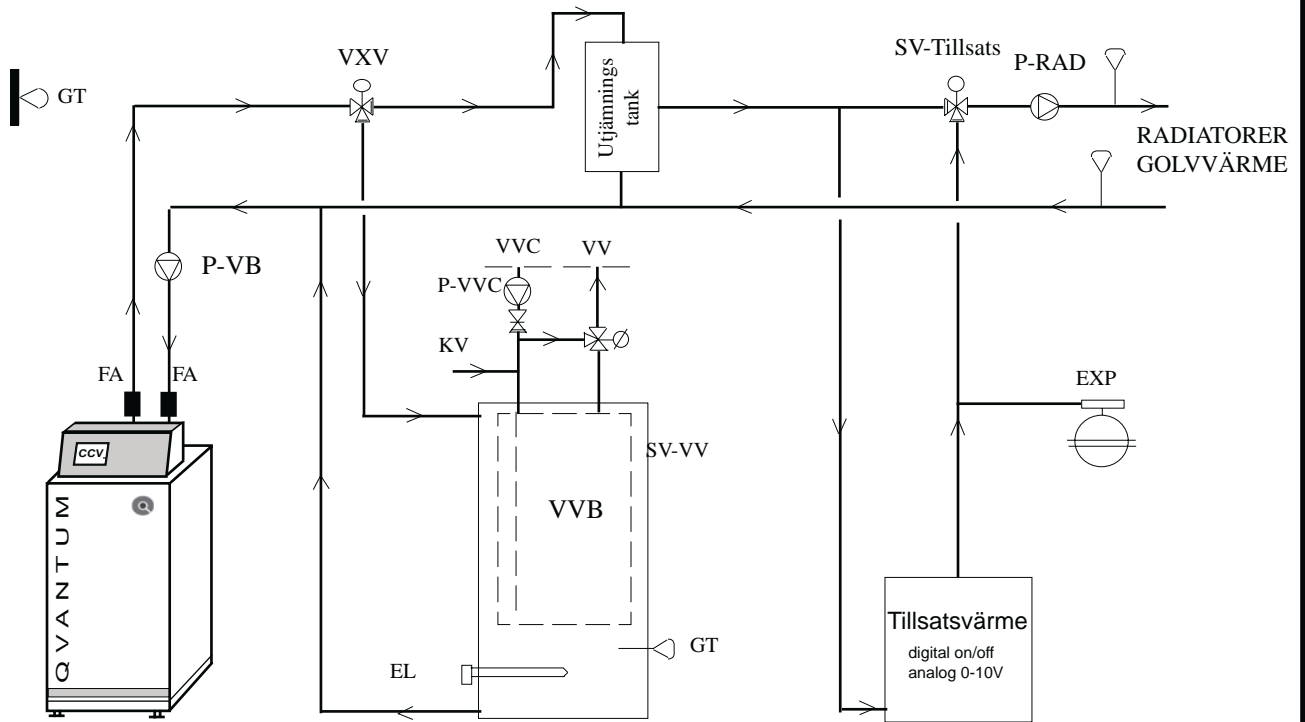 VXV
SV-Tillsats
P-RAD
GT
Utjämnings
tank
RADIATORER
GOLVVÄRME
P-VB
VVC
VV
P-VVC
KV
FA
FA
EXP
CCV
SV-VV
VVB
QVANTUM
Tillsatsvärme
digital on/off
analog 0-10V
GT
EL